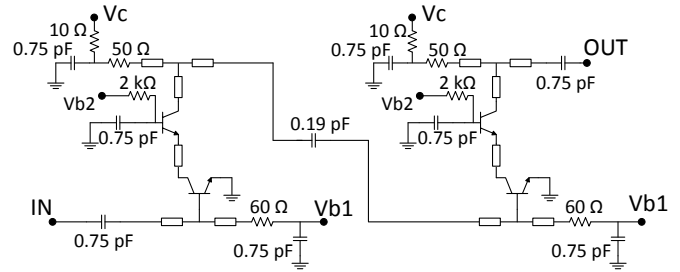 Vc
Vc
10 Ω
10 Ω
0.75 pF
50 Ω
0.75 pF
50 Ω
OUT
2 kΩ
2 kΩ
0.75 pF
Vb2
Vb2
0.75 pF
0.19 pF
0.75 pF
IN
60 Ω
Vb1
60 Ω
Vb1
0.75 pF
0.75 pF
0.75 pF